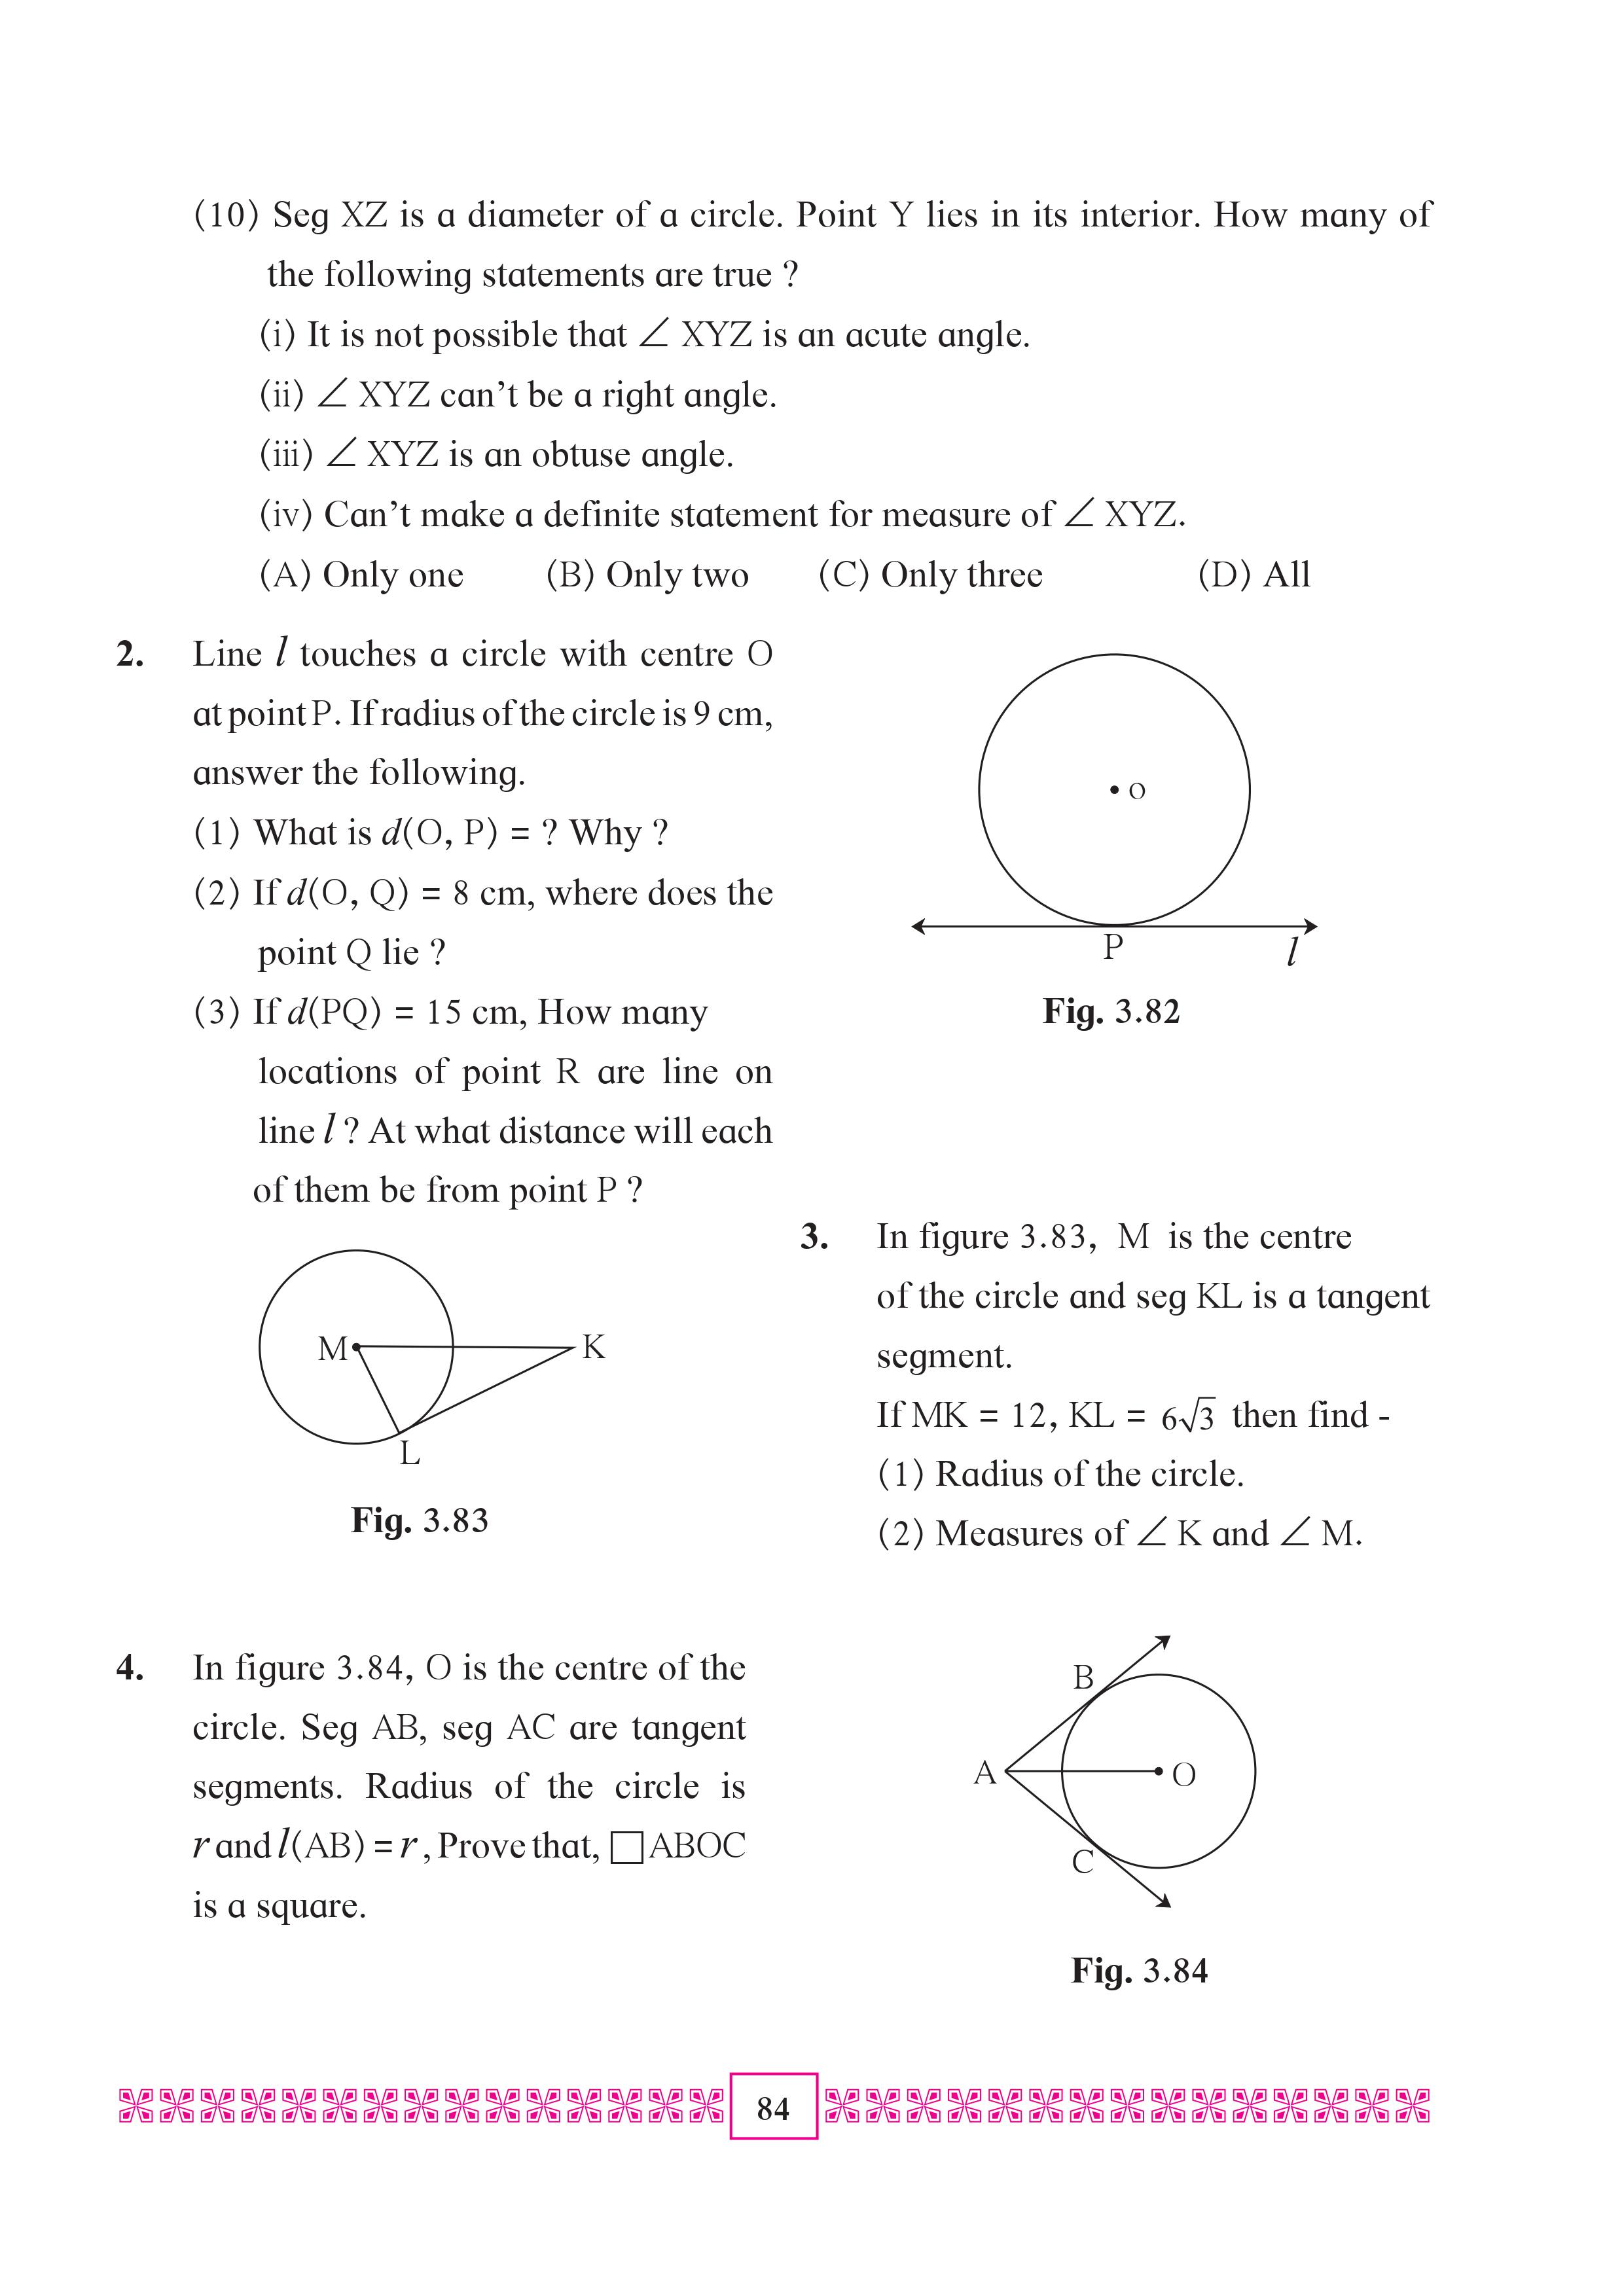 (10) Seg XZ is a diameter of a circle. Point Y lies in its interior. How many of
the following statements are true ?
(i) It is not possible that ∠ XYZ is an acute angle.
(ii) ∠ XYZ can’t be a right angle.
(iii) ∠ XYZ is an obtuse angle.
(iv) Can’t make a definite statement for measure of ∠ XYZ.
(A) Only one (B) Only two (C) Only three (D) All
2. Line l touches a circle with centre O
at point P. If radius of the circle is 9 cm,
answer the following.
(1) What is d(O, P) = ? Why ?
(2) If d(O, Q) = 8 cm, where does the
point Q lie ?
(3) If d(PQ) = 15 cm, How many
locations of point R are line on
line l ? At what distance will each
of them be from point P ?
o
P
l
Fig. 3.82
M
K
L
Fig. 3.83
3. In figure 3.83, M is the centre
of the circle and seg KL is a tangent
segment.
If MK = 12, KL = 6√3 then find -
(1) Radius of the circle.
(2) Measures of ∠ K and ∠ M.
4. In figure 3.84, O is the centre of the
circle. Seg AB, seg AC are tangent
segments. Radius of the circle is
r and l(AB) = r, Prove that, □ABOC
is a square.
B
A
O
C
Fig. 3.84
84